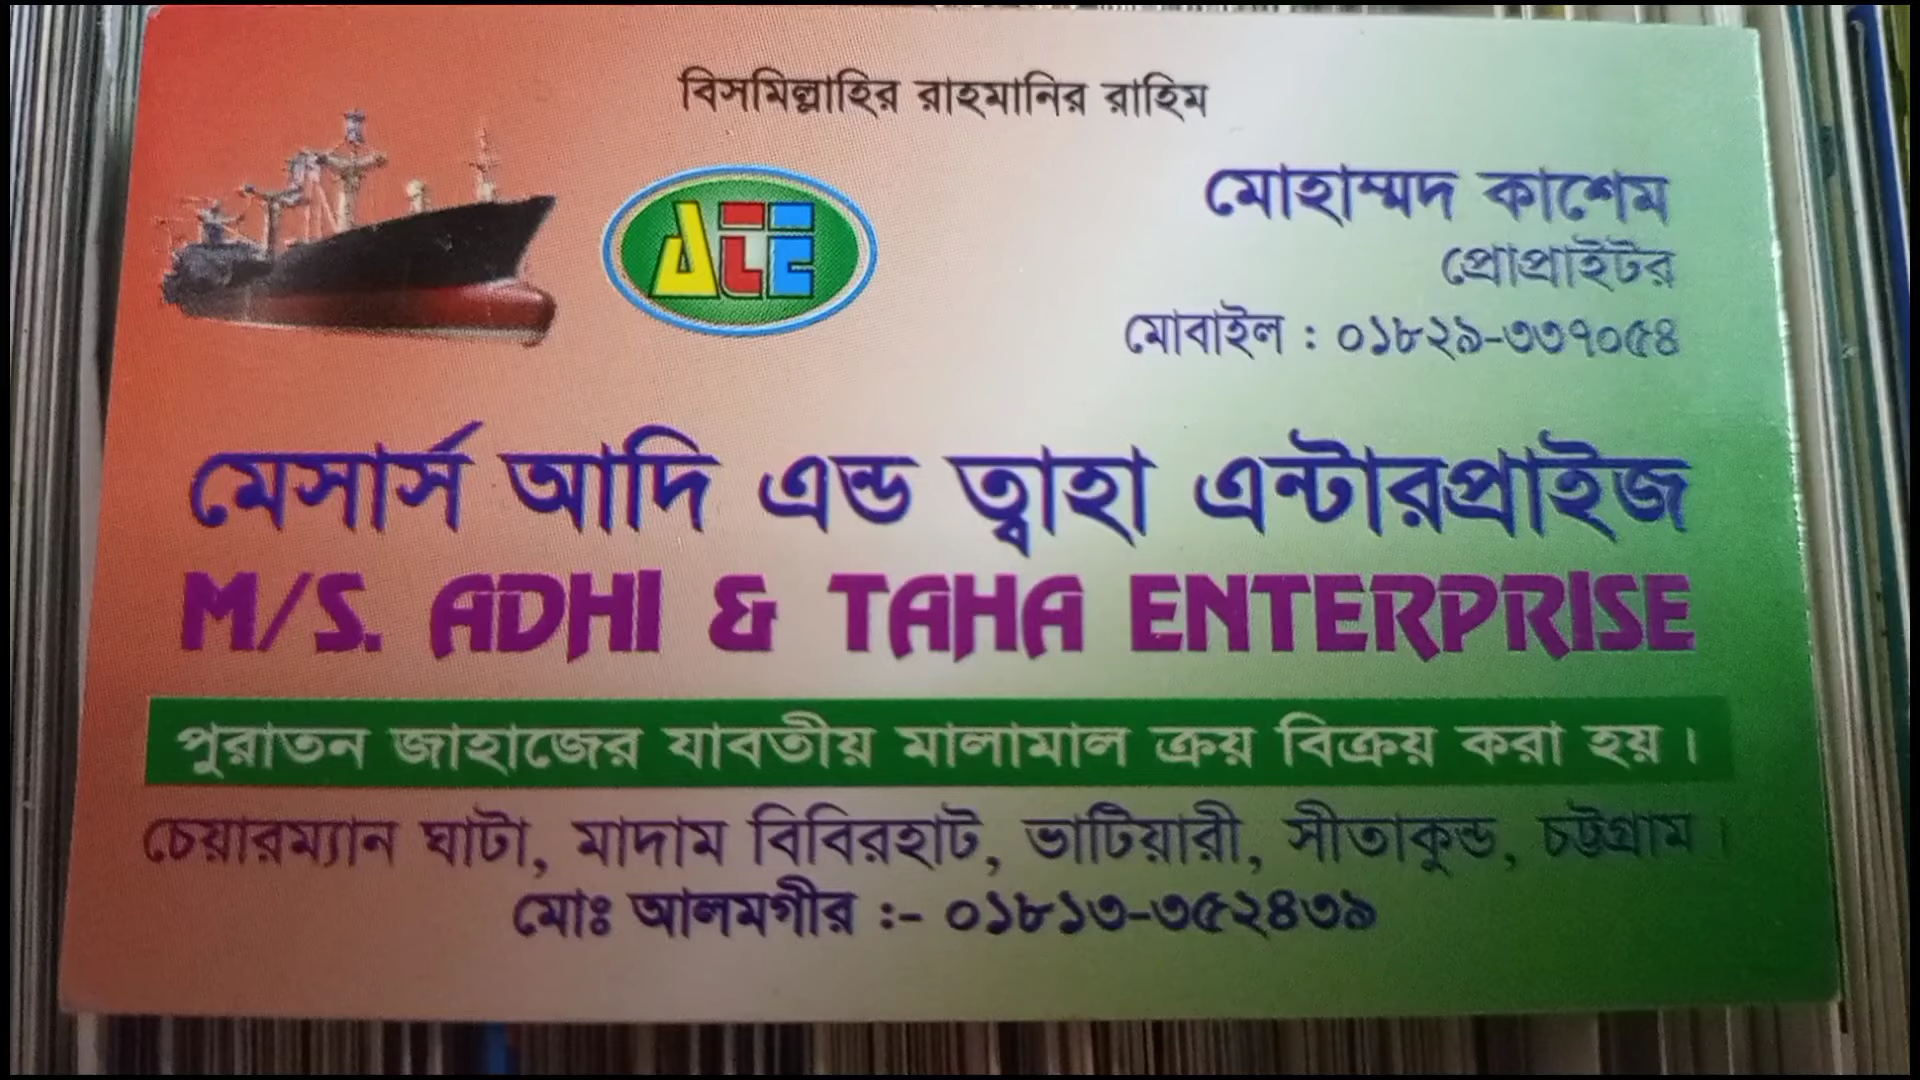 বিসমিল্লাহির রাহমানির রাহিম
ATE
মোহাম্মদ কাশেম
প্রোপ্রাইটর
মোবাইল : ০১৮২৯-৩৩৭০৫৪
মেসার্স আদি এন্ড ত্বাহা এন্টারপ্রাইজ
M/S. ADHI & TAHA ENTERPRISE
পুরাতন জাহাজের যাবতীয় মালামাল ক্রয় বিক্রয় করা হয়।
চেয়ারম্যান ঘাটা, মাদাম বিবিরহাট, ভাটিয়ারী, সীতাকুন্ড, চট্টগ্রাম।
মোঃ আলমগীর :- ০১৮১৩-৩৫২৪৩৯